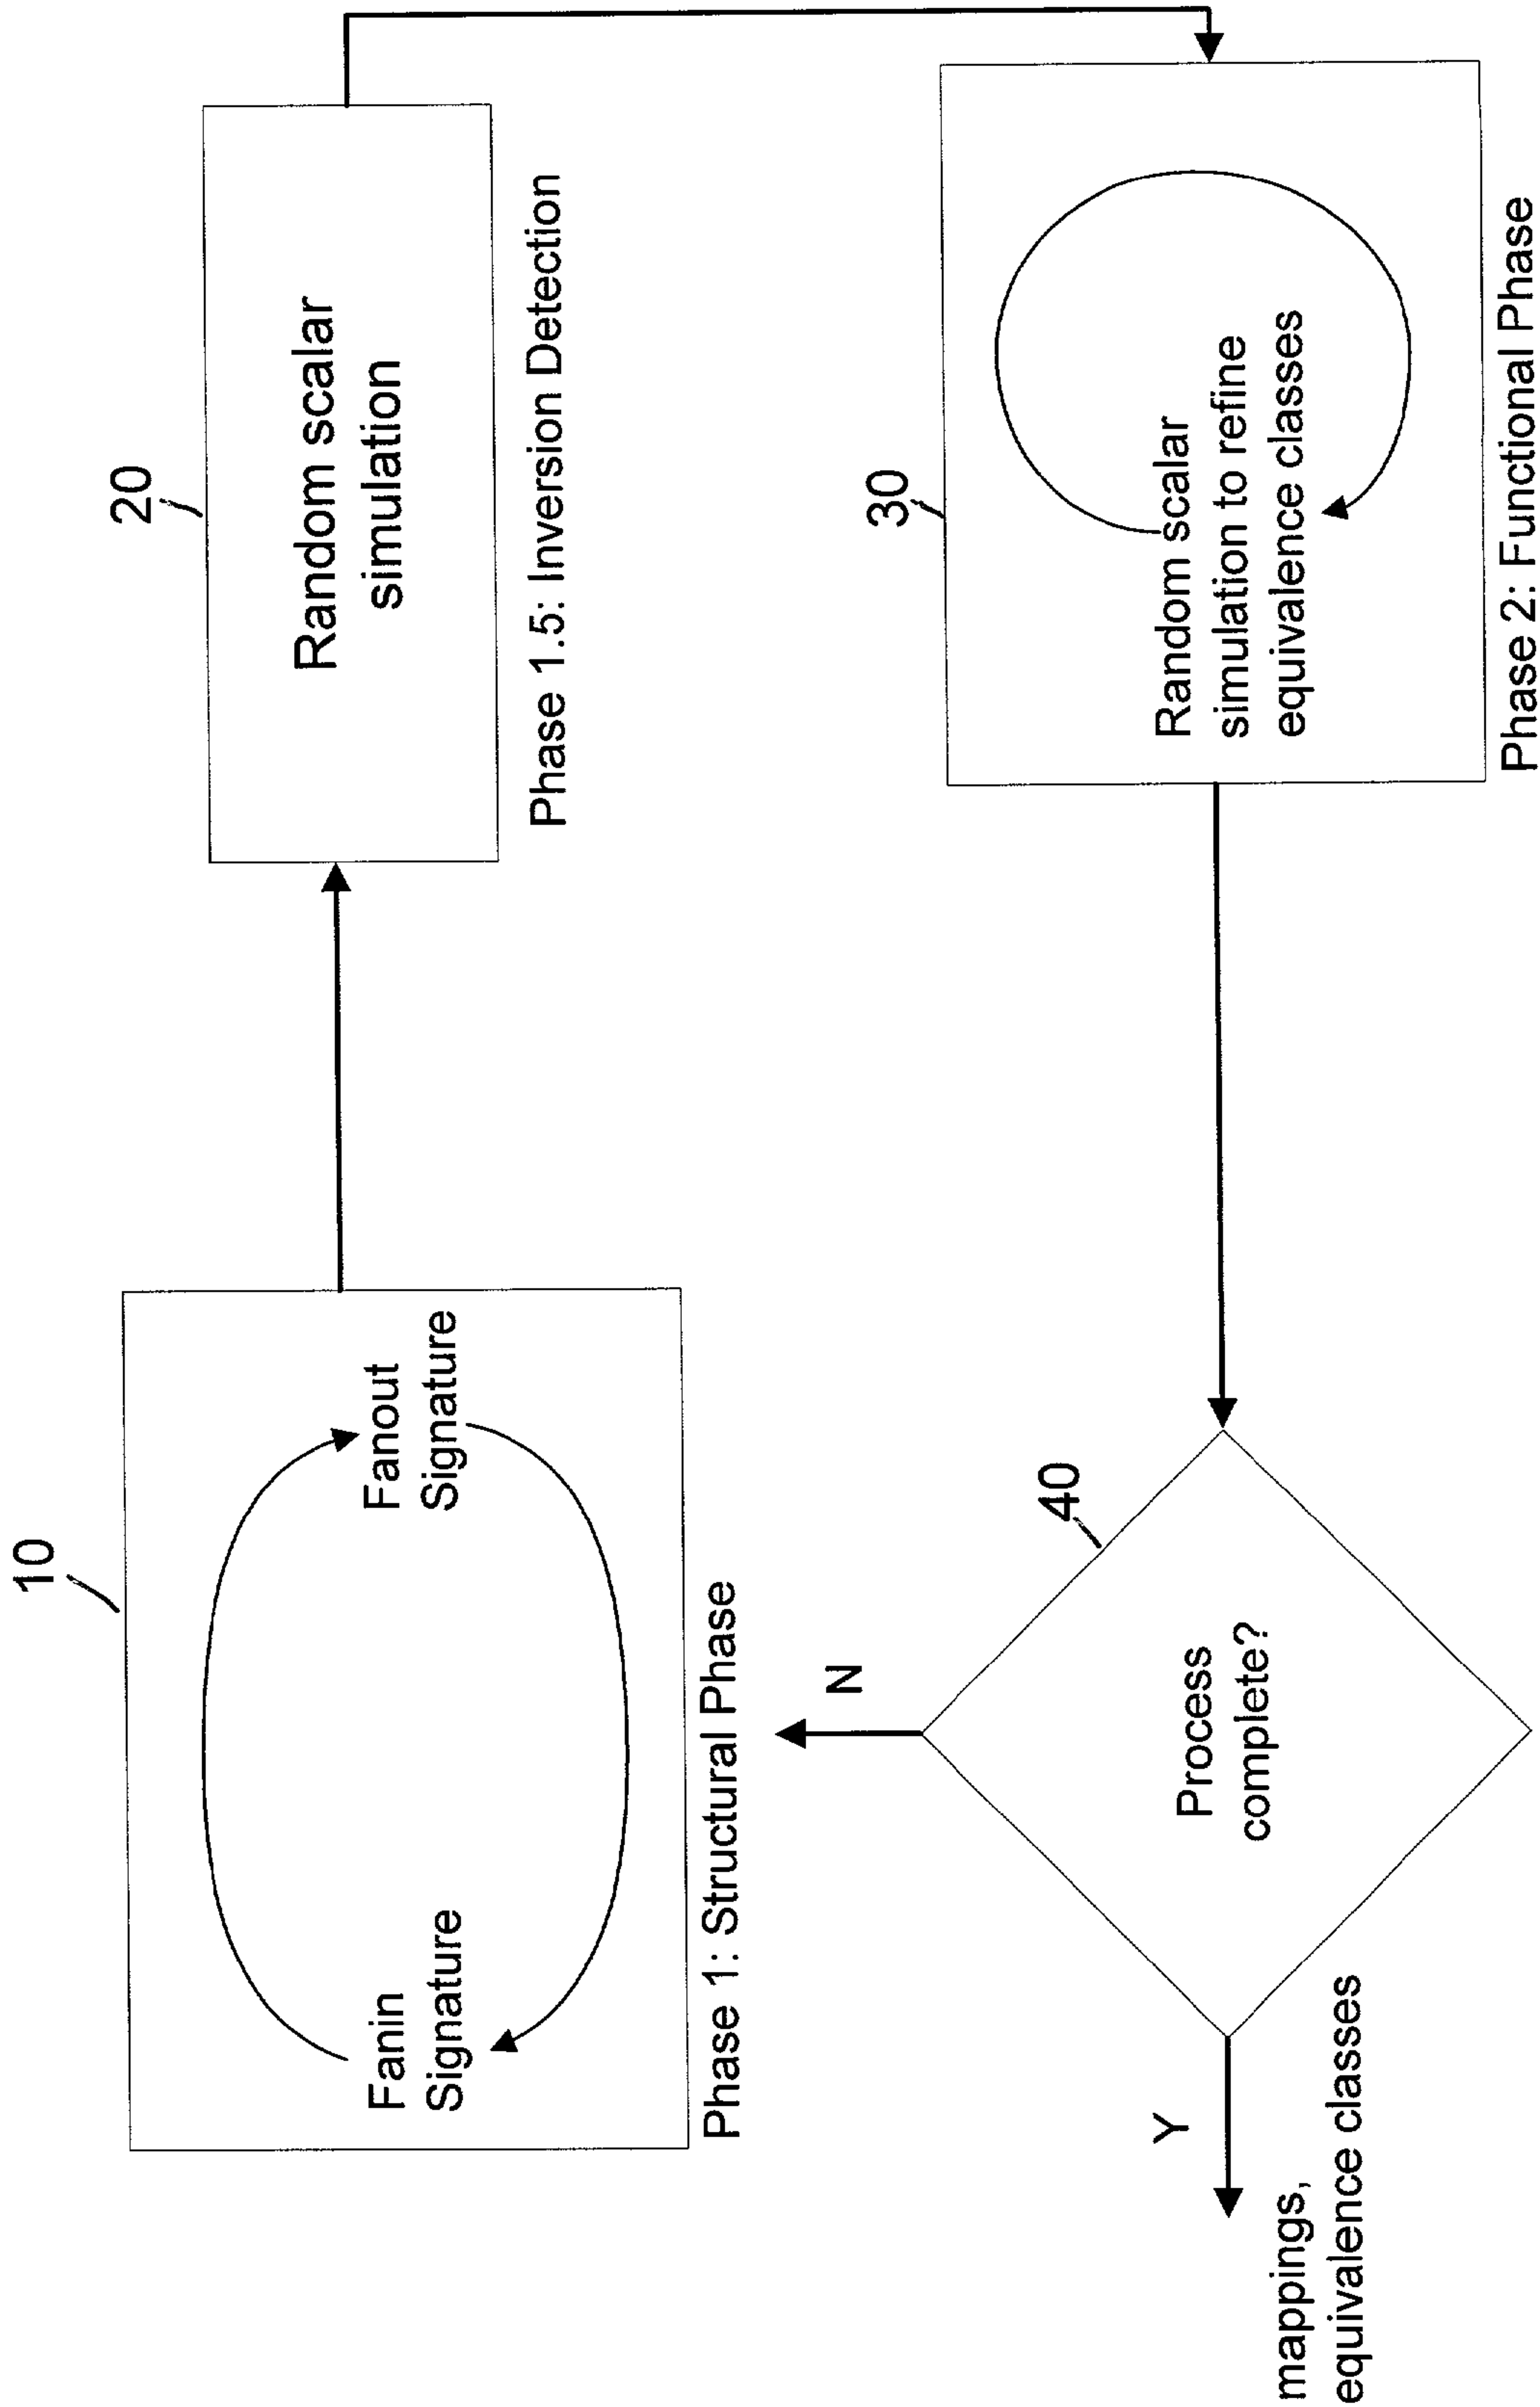 10
Fanin
Signature
Fanout
Signature
Phase 1: Structural Phase
20
Random scalar
simulation
Phase 1.5: Inversion Detection
30
Random scalar
simulation to refine
equivalence classes
Phase 2: Functional Phase
40
Process
complete?
N
Y
mappings,
equivalence classes